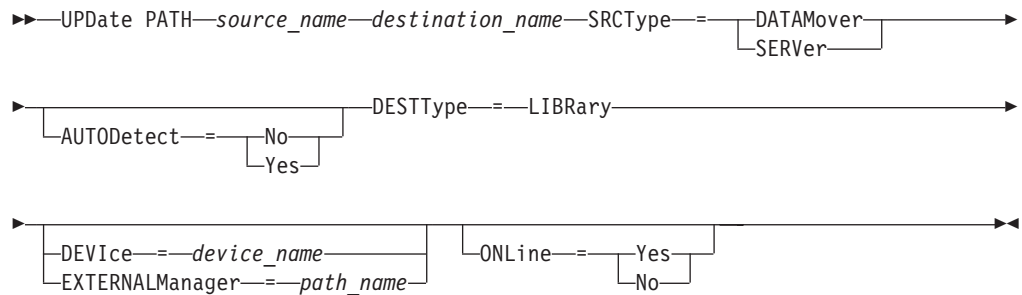 UPDate PATH source_name destination_name SRCType = DATAMover
SERVer
AUTODetect = No
Yes
DESTType = LIBRary
DEVIce = device_name
EXTERNALManager = path_name
ONLine = Yes
No